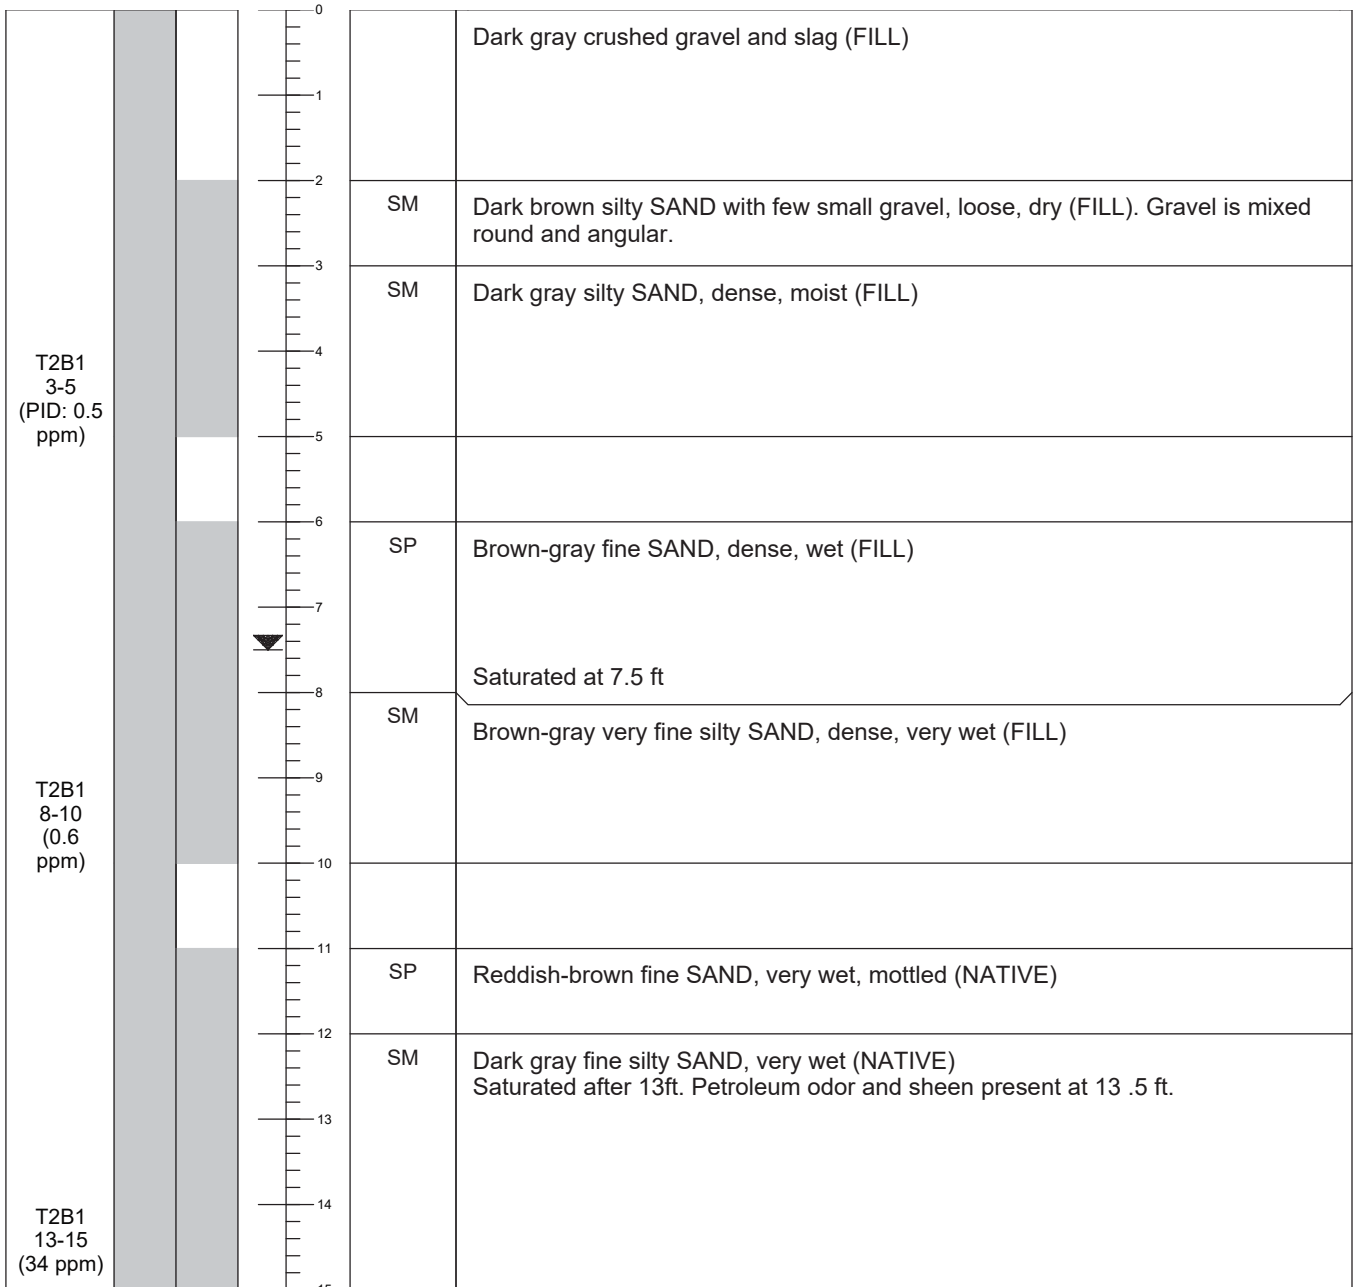 0
Dark gray crushed gravel and slag (FILL)
1
2
SM
Dark brown silty SAND with few small gravel, loose, dry (FILL). Gravel is mixed
round and angular.
3
SM
Dark gray silty SAND, dense, moist (FILL)
4
T2B1
3-5
(PID: 0.5
ppm)
5
6
SP
Brown-gray fine SAND, dense, wet (FILL)
7
Saturated at 7.5 ft
8
SM
Brown-gray very fine silty SAND, dense, very wet (FILL)
9
T2B1
8-10
(0.6
ppm)
10
11
SP
Reddish-brown fine SAND, very wet, mottled (NATIVE)
12
SM
Dark gray fine silty SAND, very wet (NATIVE)
Saturated after 13ft. Petroleum odor and sheen present at 13 .5 ft.
13
14
T2B1
13-15
(34 ppm)
15